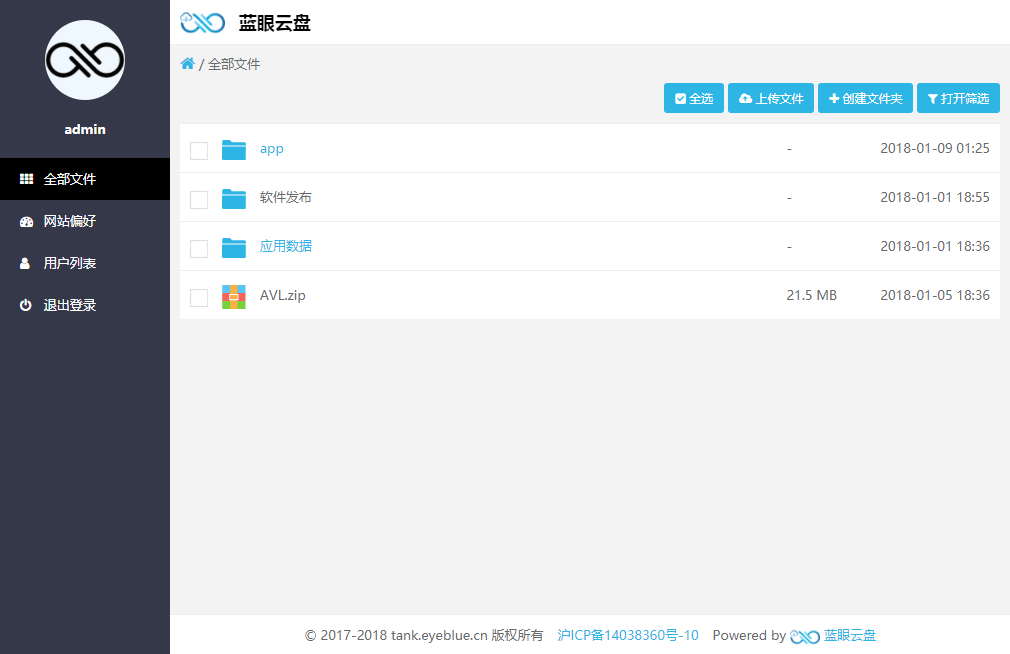 蓝眼云盘
admin
全部文件
网站偏好
用户列表
退出登录
/ 全部文件
全选 上传文件 创建文件夹 打开筛选
app - 2018-01-09 01:25
软件发布 - 2018-01-01 18:55
应用数据 - 2018-01-01 18:36
AVL.zip 21.5 MB 2018-01-05 18:36
© 2017-2018 tank.eyeblue.cn 版权所有 沪ICP备14038360号-10 Powered by 蓝眼云盘